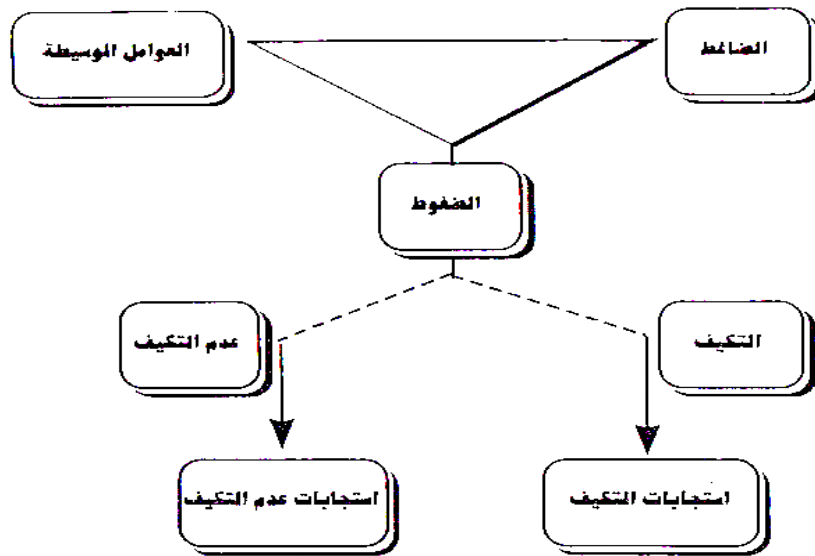 الضاغط
العوامل الوسيطة
الضغوط
التكيف
عدم التكيف
استجابات التكيف
استجابات عدم التكيف